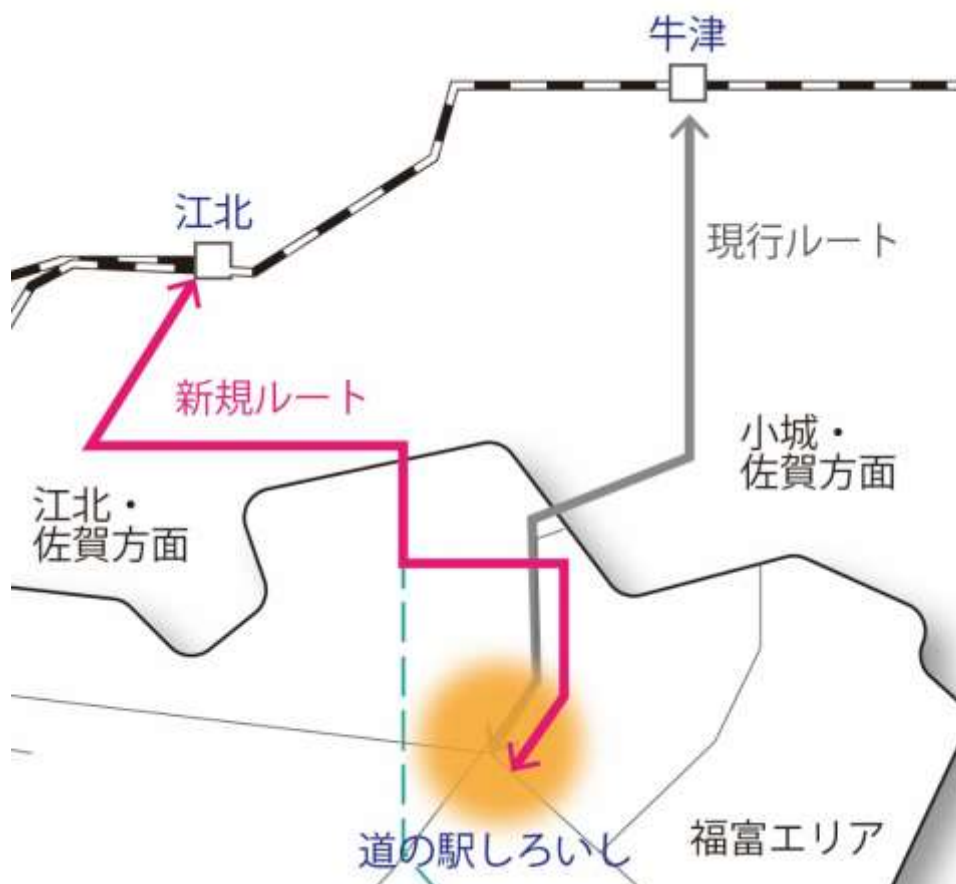 牛津
江北
現行ルート
新規ルート
小城・
佐賀方面
江北・
佐賀方面
道の駅しろいし
福富エリア